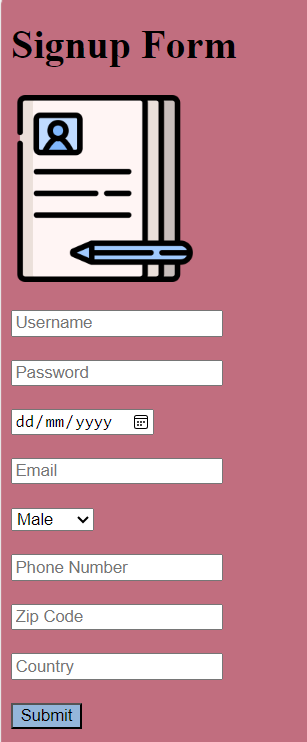 Signup Form
Username
Password
dd/mm/yyyy
Email
Male
Phone Number
Zip Code
Country
Submit